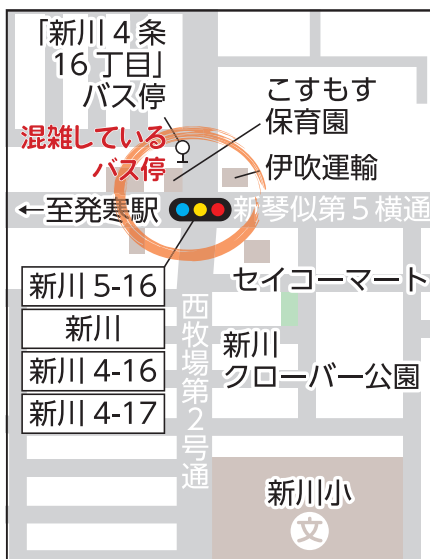 「新川4条
16丁目」
バス停
混雑している
バス停
こすもす
保育園
伊吹運輸
←至発寒駅
新琴似第5横通
新川5-16
新川
新川4-16
新川4-17
西牧場第2号通
セイコーマート
新川
クローバー公園
新川小
文